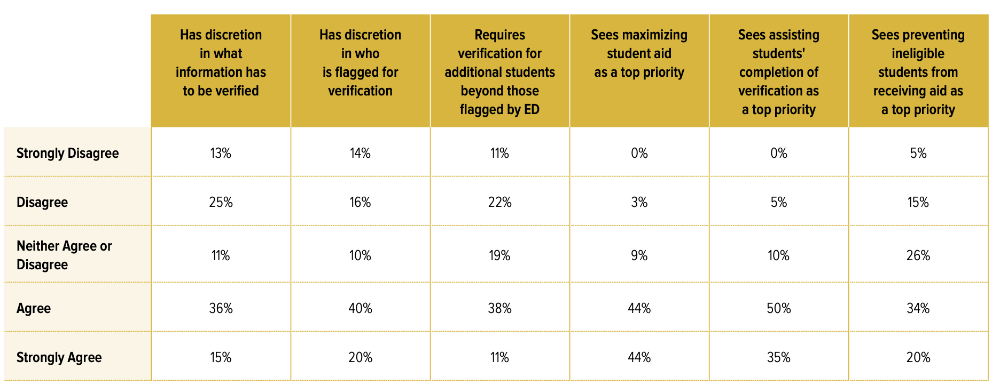 Has discretion
in what
information has
to be verified
Has discretion
in who
is flagged for
verification
Requires
verification for
additional students
beyond those
flagged by ED
Sees maximizing
student aid
as a top priority
Sees assisting
students'
completion of
verification as
a top priority
Sees preventing
ineligible
students from
receiving aid as
a top priority
Strongly Disagree 13% 14% 11% 0% 0% 5%
Disagree 25% 16% 22% 3% 5% 15%
Neither Agree or
Disagree 11% 10% 19% 9% 10% 26%
Agree 36% 40% 38% 44% 50% 34%
Strongly Agree 15% 20% 11% 44% 35% 20%